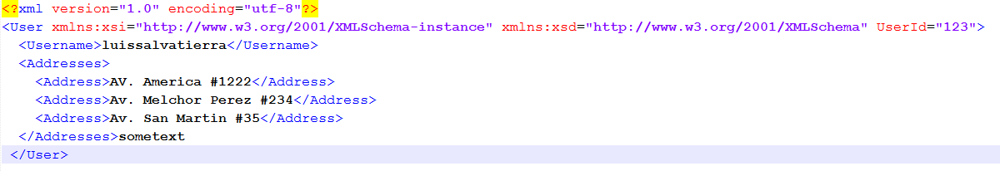 <?xml version="1.0" encoding="utf-8"?>
<User xmlns:xsi="http://www.w3.org/2001/XMLSchema-instance" xmlns:xsd="http://www.w3.org/2001/XMLSchema" UserId="123">
  <Username>luissalvatierra</Username>
  <Addresses>
    <Address>AV. America #1222</Address>
    <Address>Av. Melchor Perez #234</Address>
    <Address>Av. San Martin #35</Address>
  </Addresses>sometext
 </User>